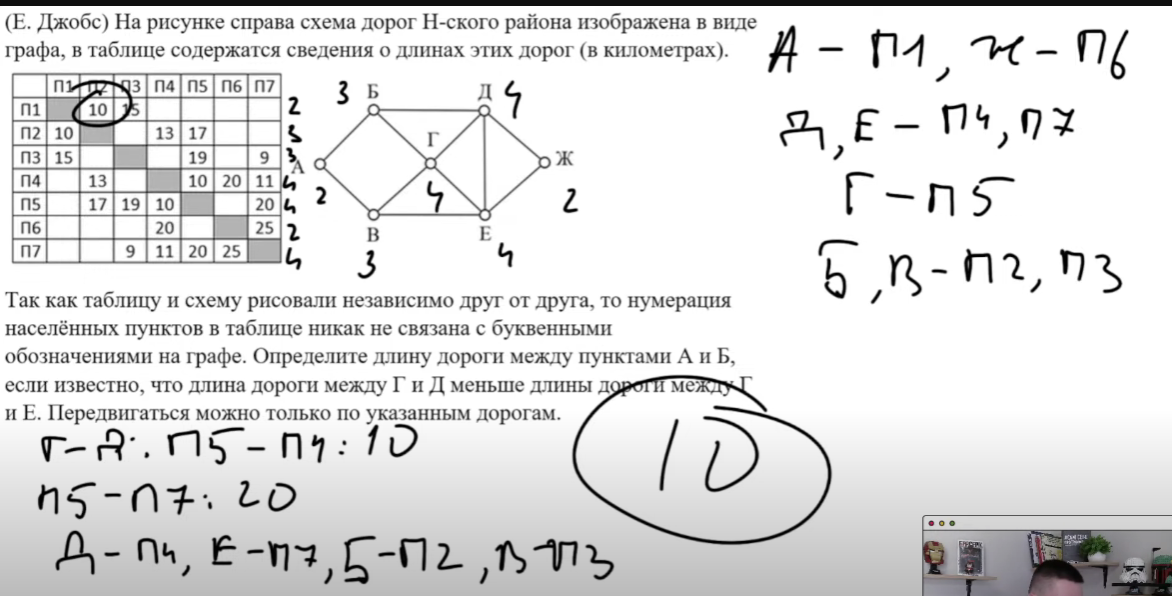 (Е. Джобс) На рисунке справа схема дорог Н-ского района изображена в виде
графа, в таблице содержатся сведения о длинах этих дорог (в километрах).
А – П1, Ж – П6
Д, Е – П4, П7
Г – П5
Б, В – П2, П3
П1 П2 П3 П4 П5 П6 П7
П1 10 15 2
П2 10 13 17 3
П3 15 19 9 3
П4 13 10 20 11 4
П5 17 19 10 20 4
П6 20 25 2
П7 9 11 20 25 4
3 Б Д 4
Г
А Ж
2 4 2
В Е
3 4
Так как таблицу и схему рисовали независимо друг от друга, то нумерация
населённых пунктов в таблице никак не связана с буквенными
обозначениями на графе. Определите длину дороги между пунктами А и Б,
если известно, что длина дороги между Г и Д меньше длины дороги между Г
и Е. Передвигаться можно только по указанным дорогам.
Г – Д: П5 – П4: 10
П5 – П7: 20
Д – П4, Е – П7, Б – П2, В – П3
10